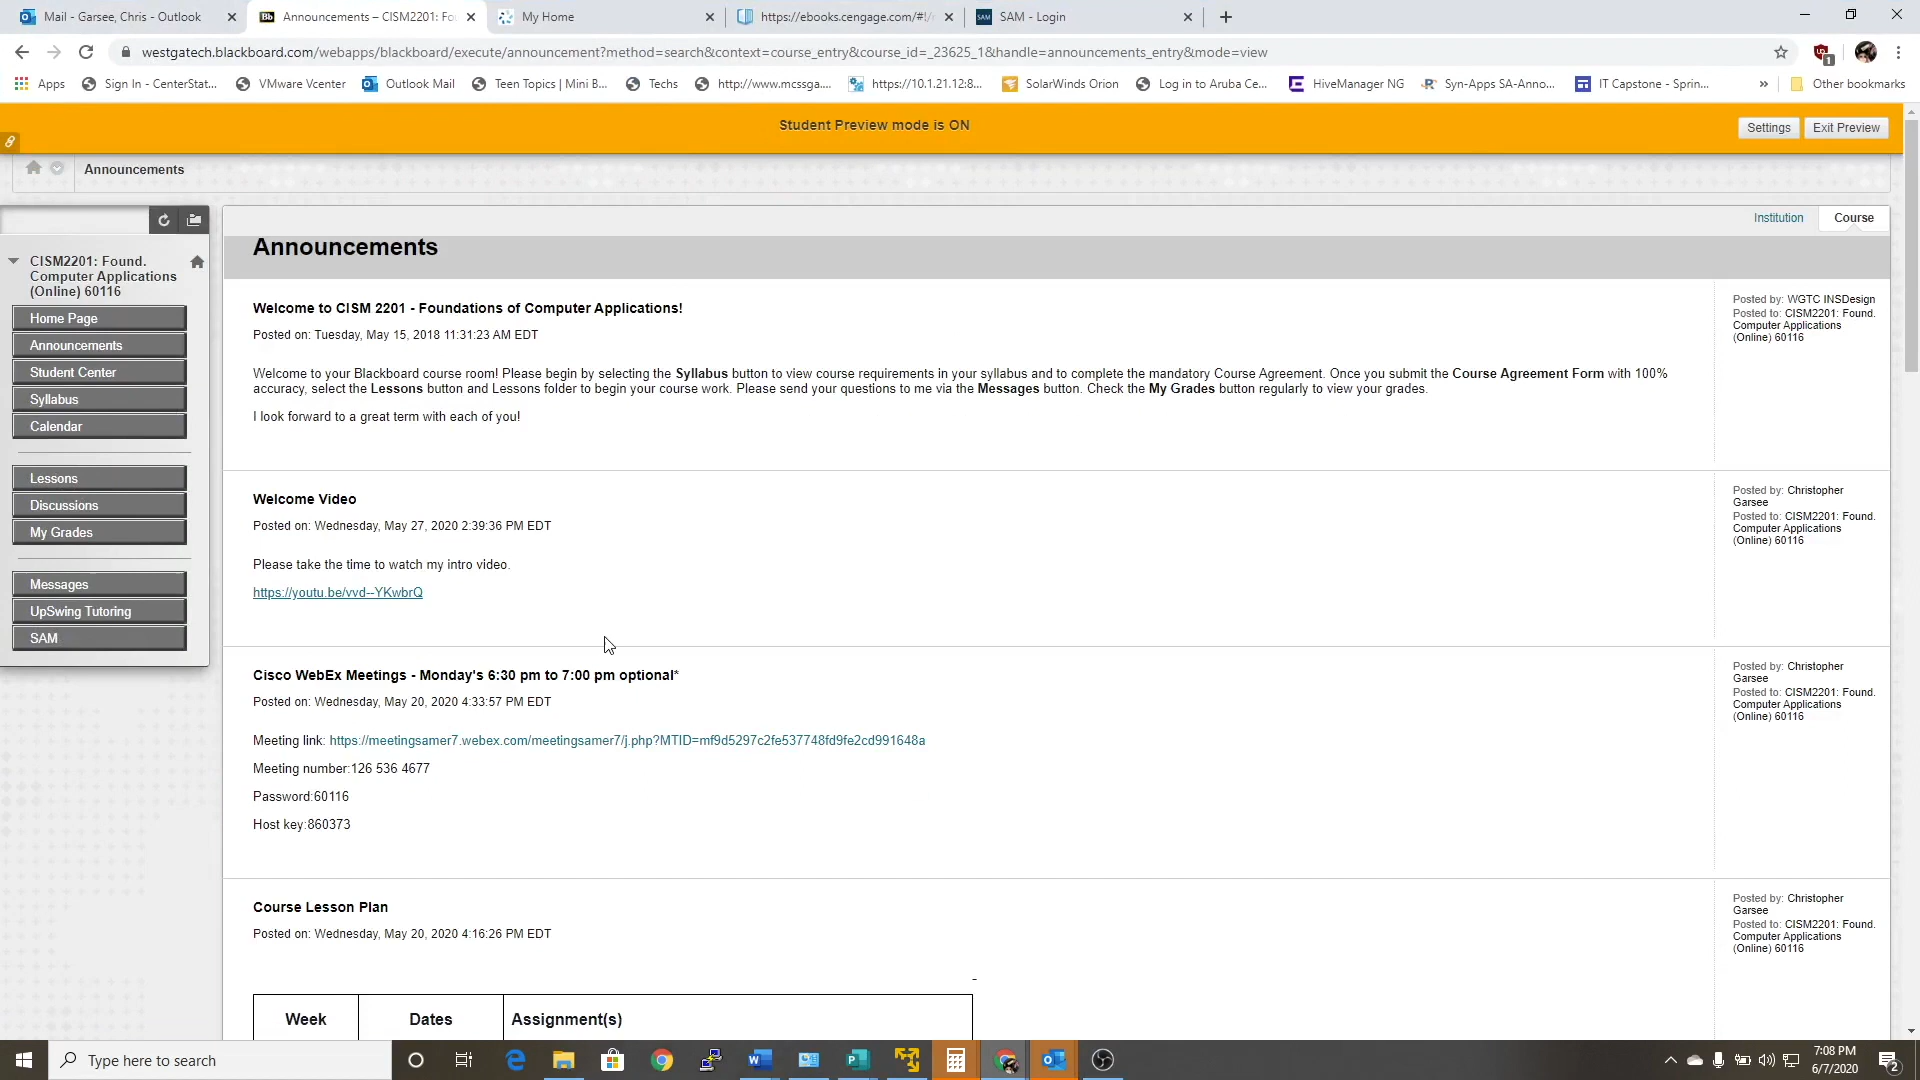 Mail - Garsee, Chris - Outlook
Bb Announcements – CISM2201: Fou
My Home
https://ebooks.cengage.com/#!/r
SAM SAM - Login
westgatech.blackboard.com/webapps/blackboard/execute/announcement?method=search&context=course_entry&course_id=_23625_1&handle=announcements_entry&mode=view
Apps
Sign In - CenterStat...
VMware Vcenter
Outlook Mail
Teen Topics | Mini B...
Techs
http://www.mcssga....
https://10.1.21.12:8...
SolarWinds Orion
Log in to Aruba Ce...
HiveManager NG
Syn-Apps SA-Anno...
IT Capstone - Sprin...
»
Other bookmarks
Student Preview mode is ON
Settings
Exit Preview
Announcements
Institution
Course
CISM2201: Found.
Computer Applications
(Online) 60116
Home Page
Announcements
Student Center
Syllabus
Calendar
Lessons
Discussions
My Grades
Messages
UpSwing Tutoring
SAM
Announcements
Welcome to CISM 2201 - Foundations of Computer Applications!
Posted on: Tuesday, May 15, 2018 11:31:23 AM EDT
Welcome to your Blackboard course room! Please begin by selecting the Syllabus button to view course requirements in your syllabus and to complete the mandatory Course Agreement. Once you submit the Course Agreement Form with 100%
accuracy, select the Lessons button and Lessons folder to begin your course work. Please send your questions to me via the Messages button. Check the My Grades button regularly to view your grades.
I look forward to a great term with each of you!
Posted by: WGTC INSDesign
Posted to: CISM2201: Found.
Computer Applications
(Online) 60116
Welcome Video
Posted on: Wednesday, May 27, 2020 2:39:36 PM EDT
Please take the time to watch my intro video.
https://youtu.be/vvd--YKwbrQ
Posted by: Christopher
Garsee
Posted to: CISM2201: Found.
Computer Applications
(Online) 60116
Cisco WebEx Meetings - Monday's 6:30 pm to 7:00 pm optional*
Posted on: Wednesday, May 20, 2020 4:33:57 PM EDT
Meeting link: https://meetingsamer7.webex.com/meetingsamer7/j.php?MTID=mf9d5297c2fe537748fd9fe2cd991648a
Meeting number:126 536 4677
Password:60116
Host key:860373
Posted by: Christopher
Garsee
Posted to: CISM2201: Found.
Computer Applications
(Online) 60116
Course Lesson Plan
Posted on: Wednesday, May 20, 2020 4:16:26 PM EDT
Posted by: Christopher
Garsee
Posted to: CISM2201: Found.
Computer Applications
(Online) 60116
Week
Dates
Assignment(s)
Type here to search
7:08 PM
6/7/2020
2